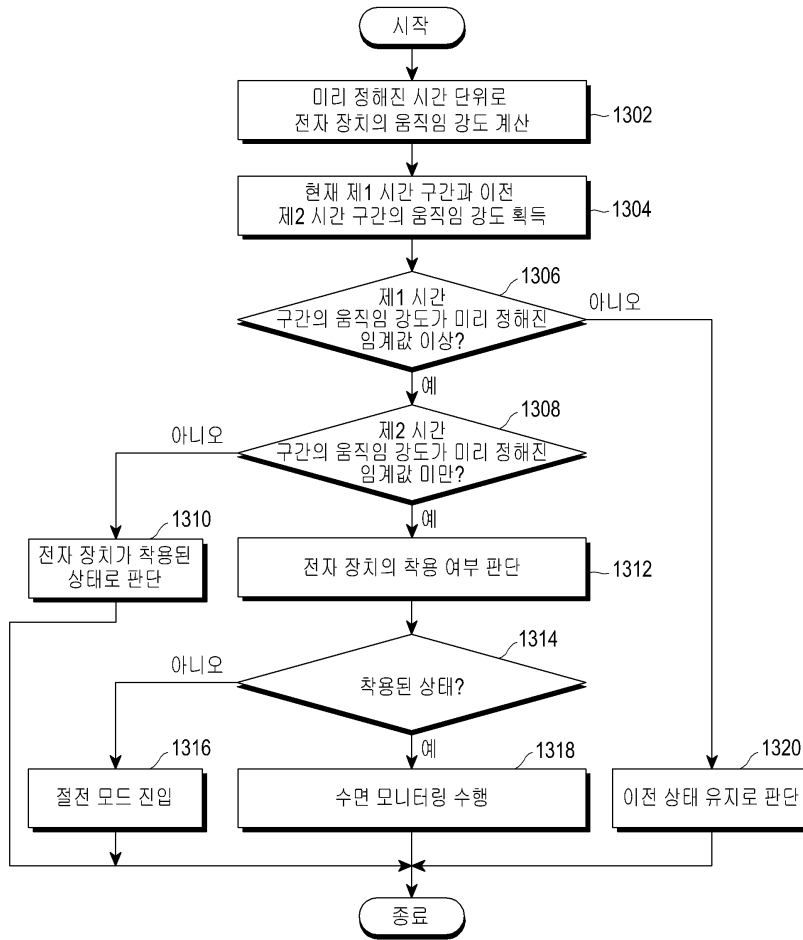 시작
미리 정해진 시간 단위로
전자 장치의 움직임 강도 계산
1302
현재 제1 시간 구간과 이전
제2 시간 구간의 움직임 강도 획득
1304
1306
제1 시간
구간의 움직임 강도가 미리 정해진
임계값 이상?
아니오
예
1308
제2 시간
구간의 움직임 강도가 미리 정해진
임계값 미만?
아니오
예
1310
전자 장치가 착용된
상태로 판단
전자 장치의 착용 여부 판단
1312
1314
착용된 상태?
아니오
예
1316
절전 모드 진입
1318
수면 모니터링 수행
1320
이전 상태 유지로 판단
종료